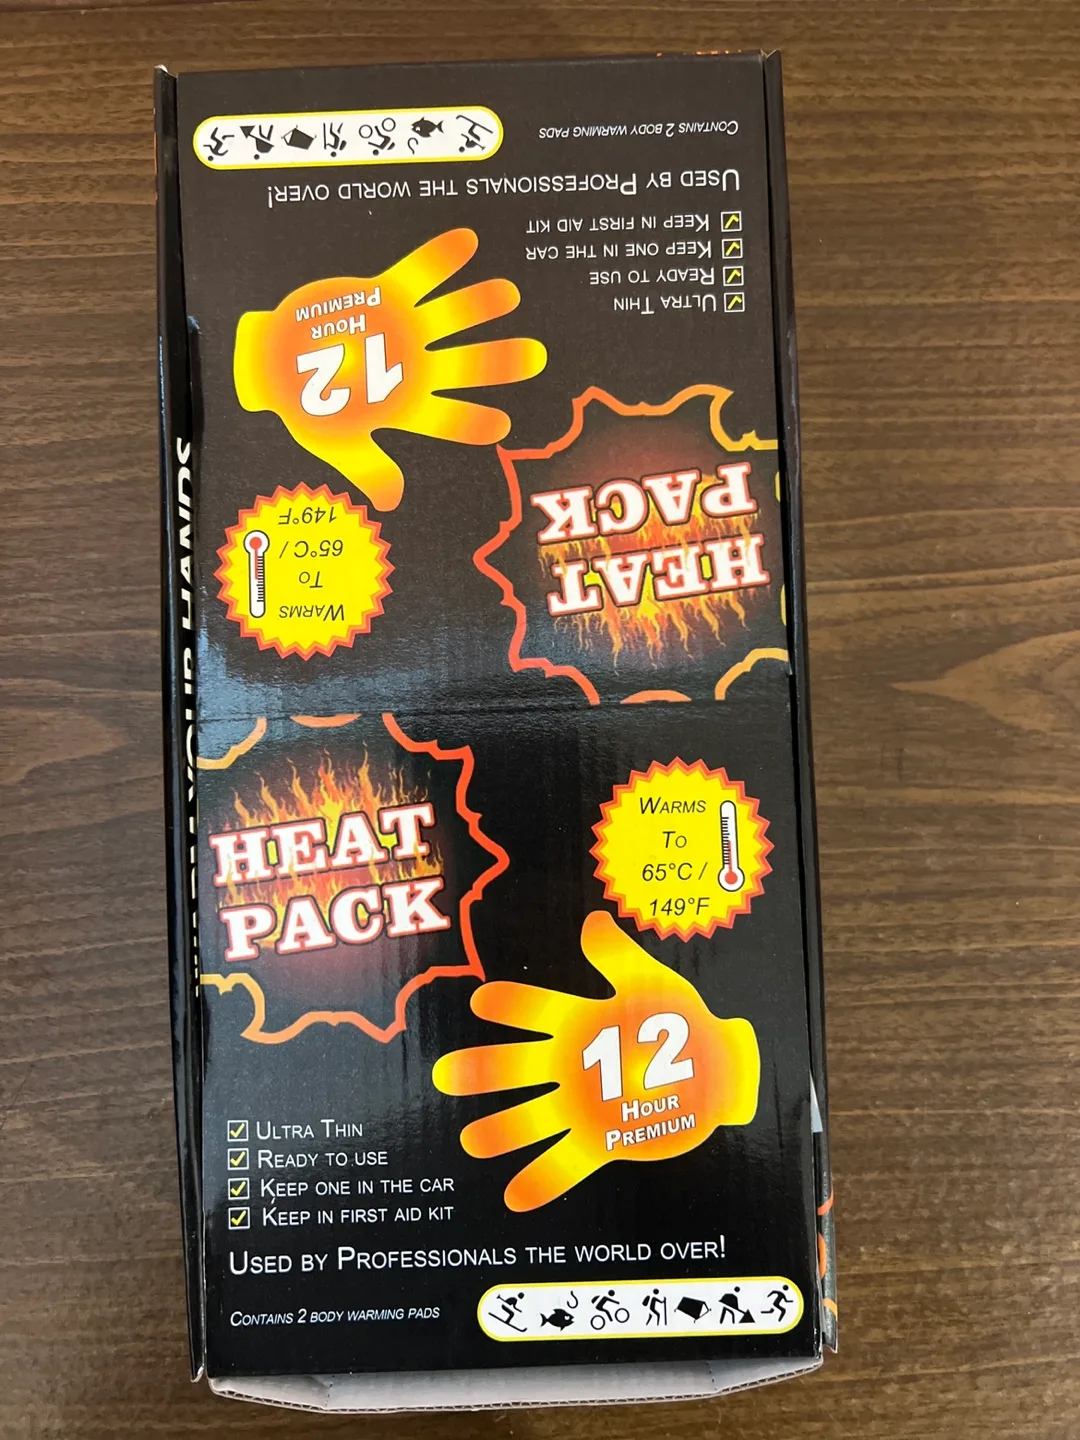 Contains 2 body warming pads
Used by Professionals the world over!
Keep in first aid kit
Keep one in the car
Ready to use
Ultra Thin
12
Hour
Premium
Warms
To
65°C /
149°F
HEAT
PACK
YOUR HANDS
HEAT
PACK
Warms
To
65°C /
149°F
12
Hour
Premium
Ultra Thin
Ready to use
Keep one in the car
Keep in first aid kit
Used by Professionals the world over!
Contains 2 body warming pads